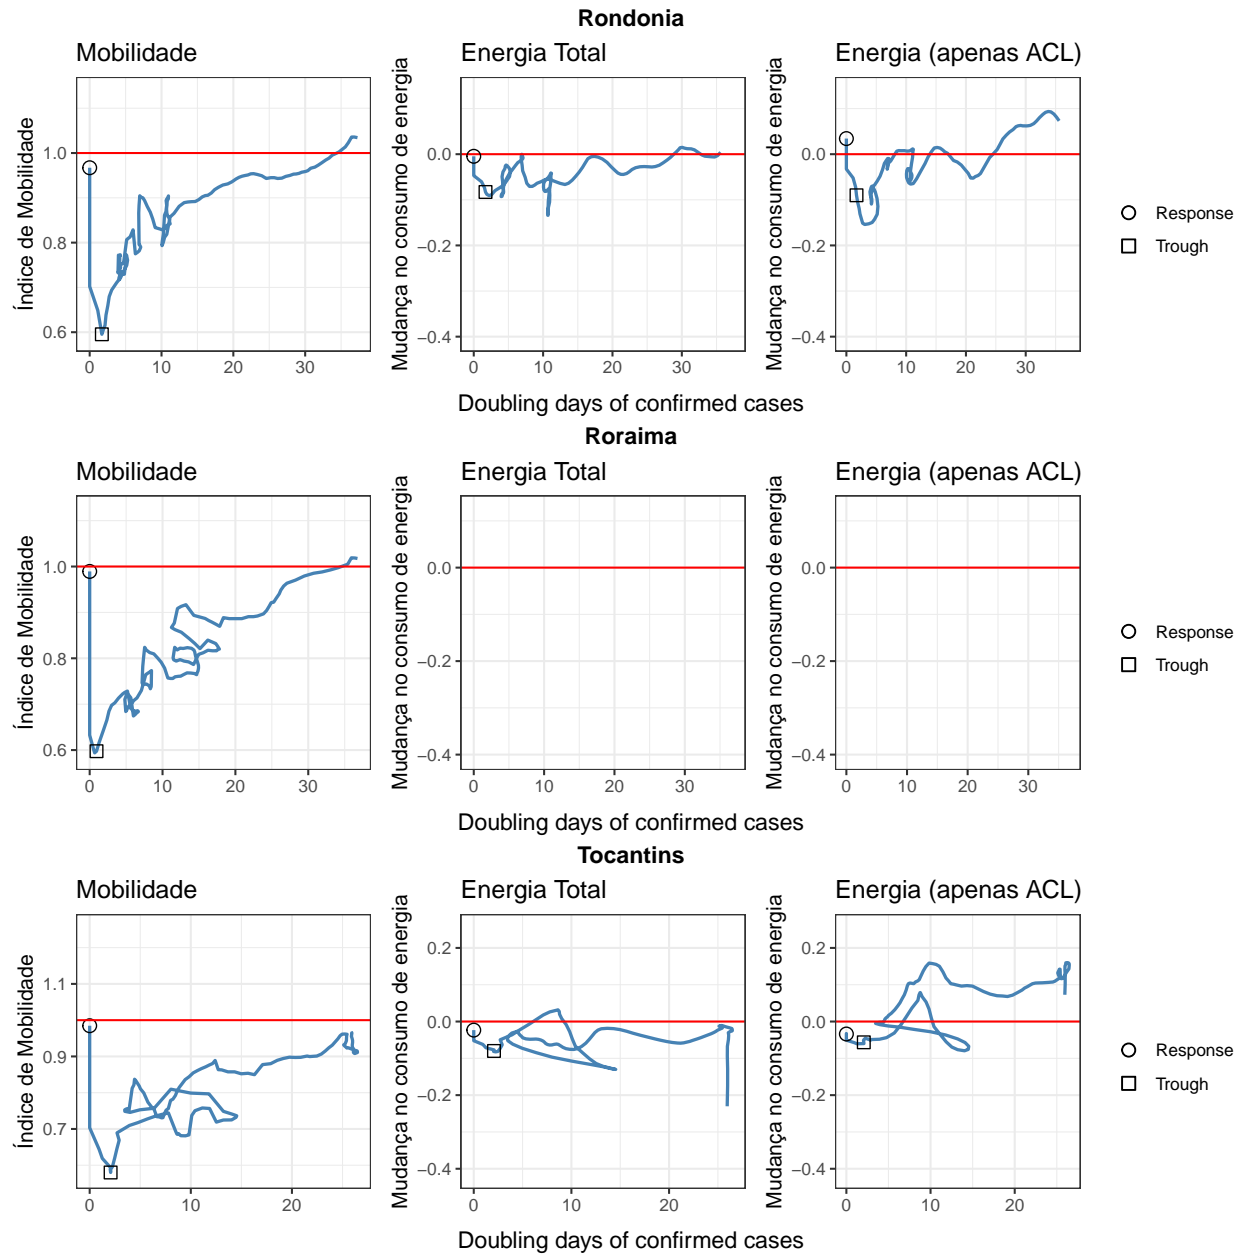 Rondonia
Mobilidade
Energia Total
Energia (apenas ACL)
Índice de Mobilidade
1.0
0.8
0.6
0 10 20 30
Mudança no consumo de energia
0.0
−0.2
−0.4
0 10 20 30
Mudança no consumo de energia
0.0
−0.2
−0.4
0 10 20 30
Response
Trough
Doubling days of confirmed cases
Roraima
Mobilidade
Energia Total
Energia (apenas ACL)
Índice de Mobilidade
1.0
0.8
0.6
0 10 20 30
Mudança no consumo de energia
0.0
−0.2
−0.4
0 10 20 30
Mudança no consumo de energia
0.0
−0.2
−0.4
0 10 20 30
Response
Trough
Doubling days of confirmed cases
Tocantins
Mobilidade
Energia Total
Energia (apenas ACL)
Índice de Mobilidade
1.1
0.9
0.7
0 10 20
Mudança no consumo de energia
0.2
0.0
−0.2
−0.4
0 10 20
Mudança no consumo de energia
0.2
0.0
−0.2
−0.4
0 10 20
Response
Trough
Doubling days of confirmed cases